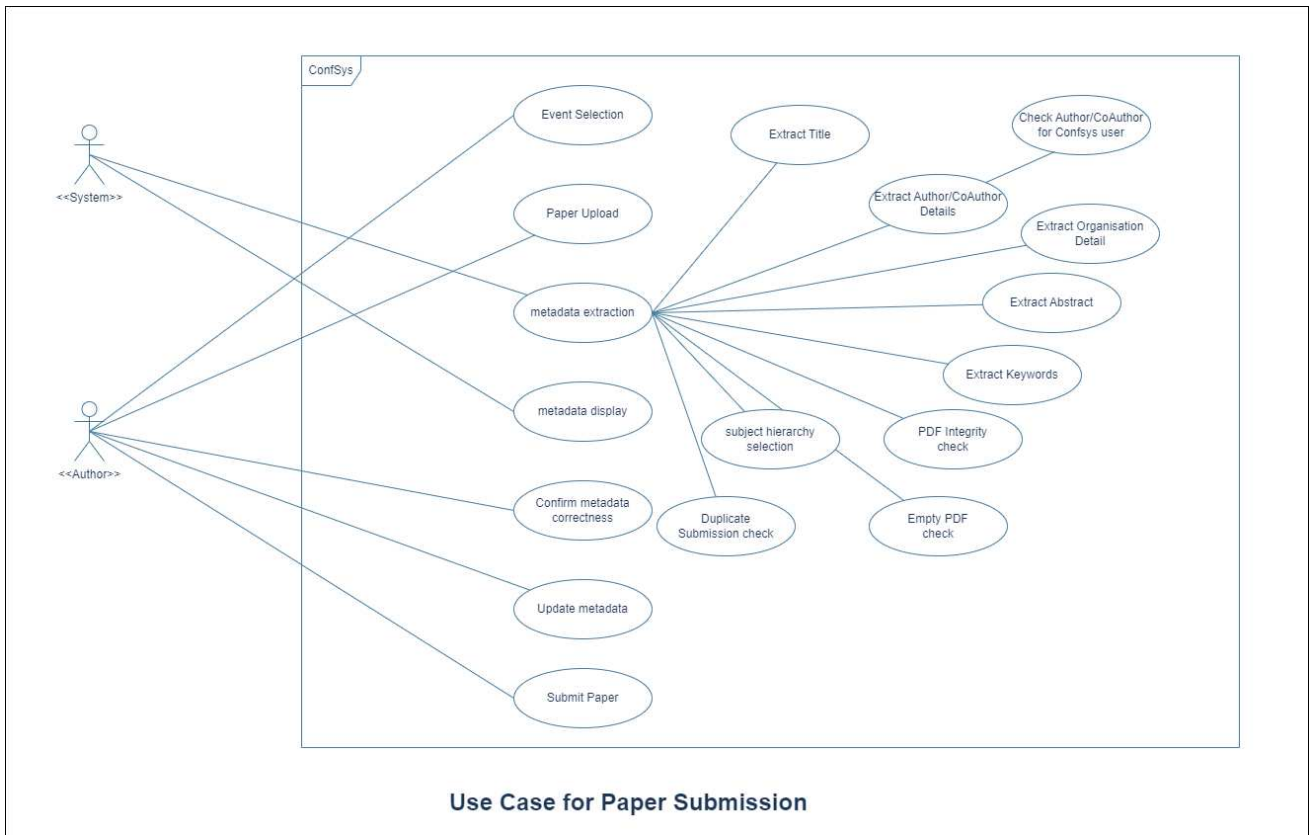 ConfSys
Event Selection
Extract Title
Check Author/CoAuthor
for Confsys user
<<System>>
Extract Author/CoAuthor
Details
Paper Upload
Extract Organisation
Detail
metadata extraction
Extract Abstract
Extract Keywords
metadata display
subject hierarchy
selection
PDF Integrity
check
<<Author>>
Confirm metadata
correctness
Duplicate
Submission check
Empty PDF
check
Update metadata
Submit Paper
Use Case for Paper Submission